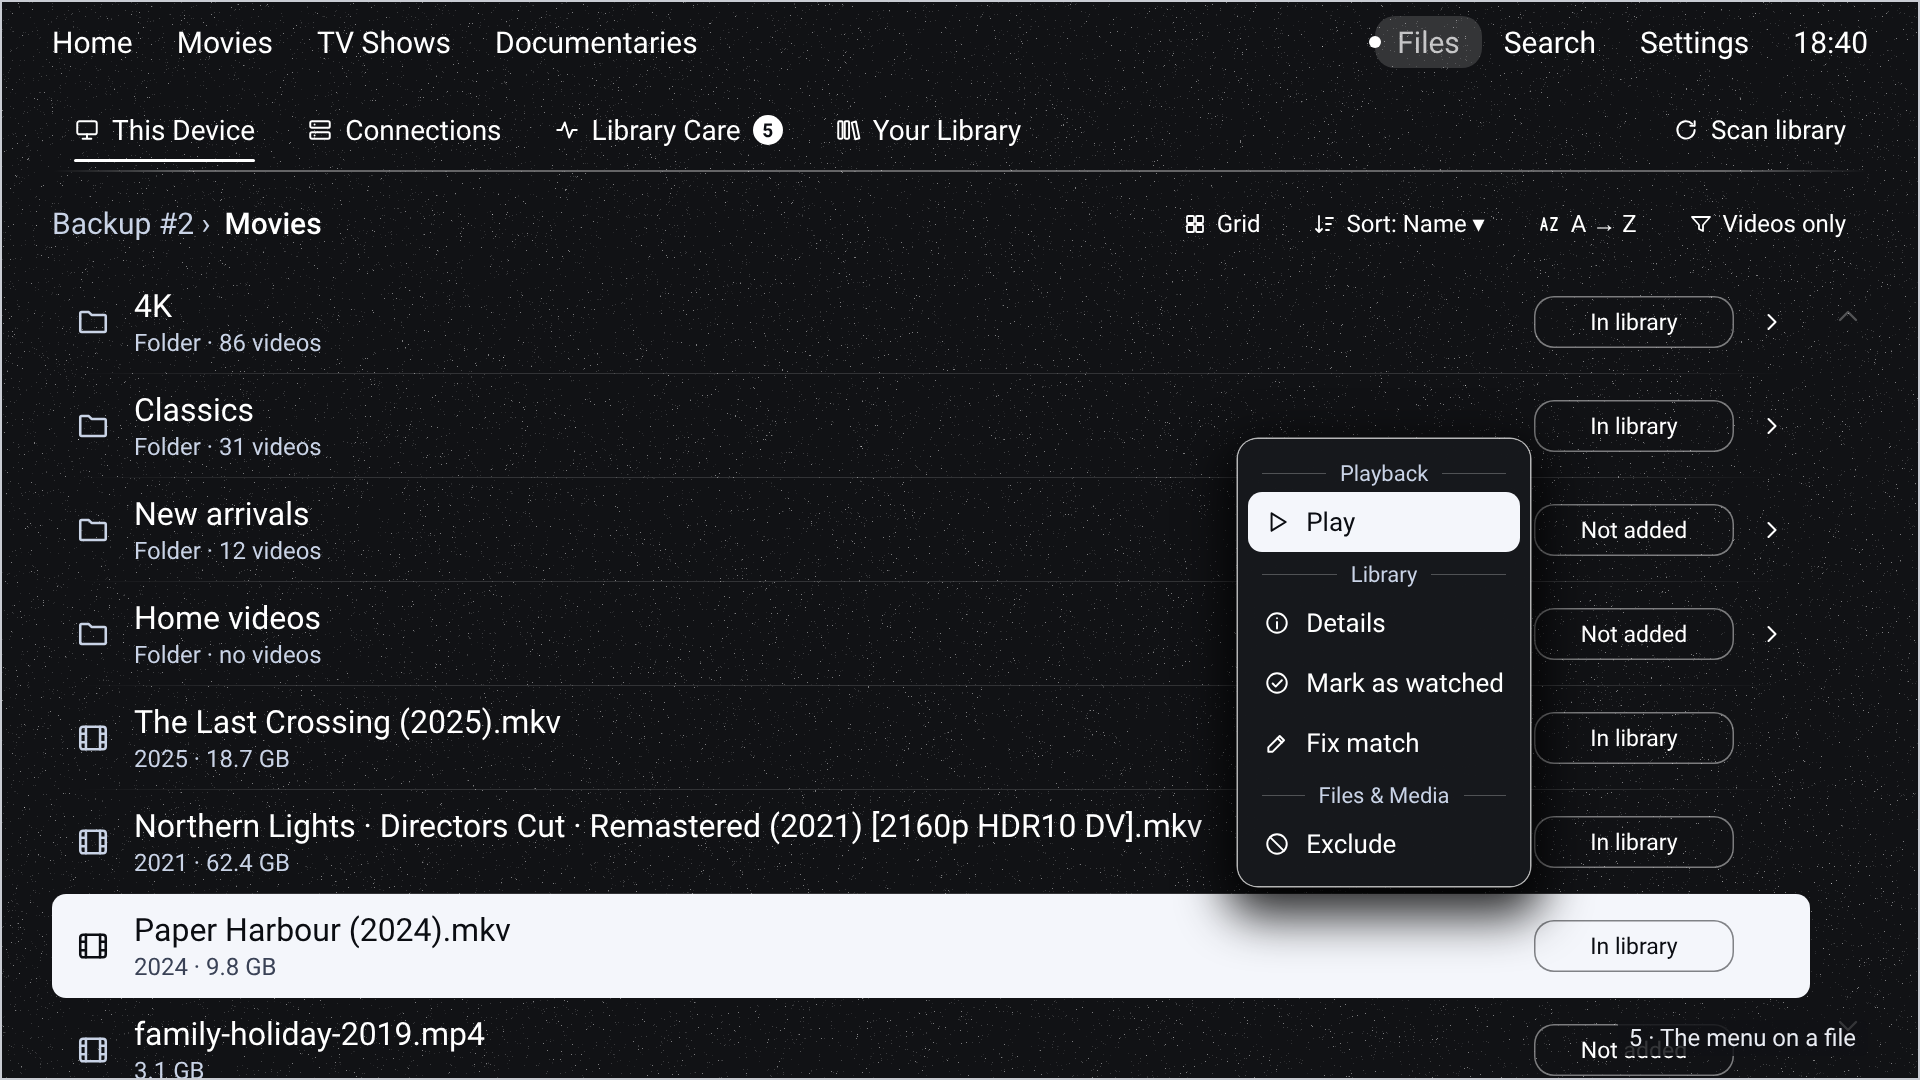 Home Movies TV Shows Documentaries Files Search Settings 18:40
This Device Connections Library Care 5 Your Library Scan library
Backup #2 › Movies Grid Sort: Name ▾ AZ A → Z Videos only
4K
Folder · 86 videos
In library
Classics
Folder · 31 videos
In library
New arrivals
Folder · 12 videos
Not added
Home videos
Folder · no videos
Not added
The Last Crossing (2025).mkv
2025 · 18.7 GB
In library
Northern Lights · Directors Cut · Remastered (2021) [2160p HDR10 DV].mkv
2021 · 62.4 GB
In library
Paper Harbour (2024).mkv
2024 · 9.8 GB
In library
family-holiday-2019.mp4
3.1 GB
Not added
Playback
Play
Library
Details
Mark as watched
Fix match
Files & Media
Exclude
5 · The menu on a file